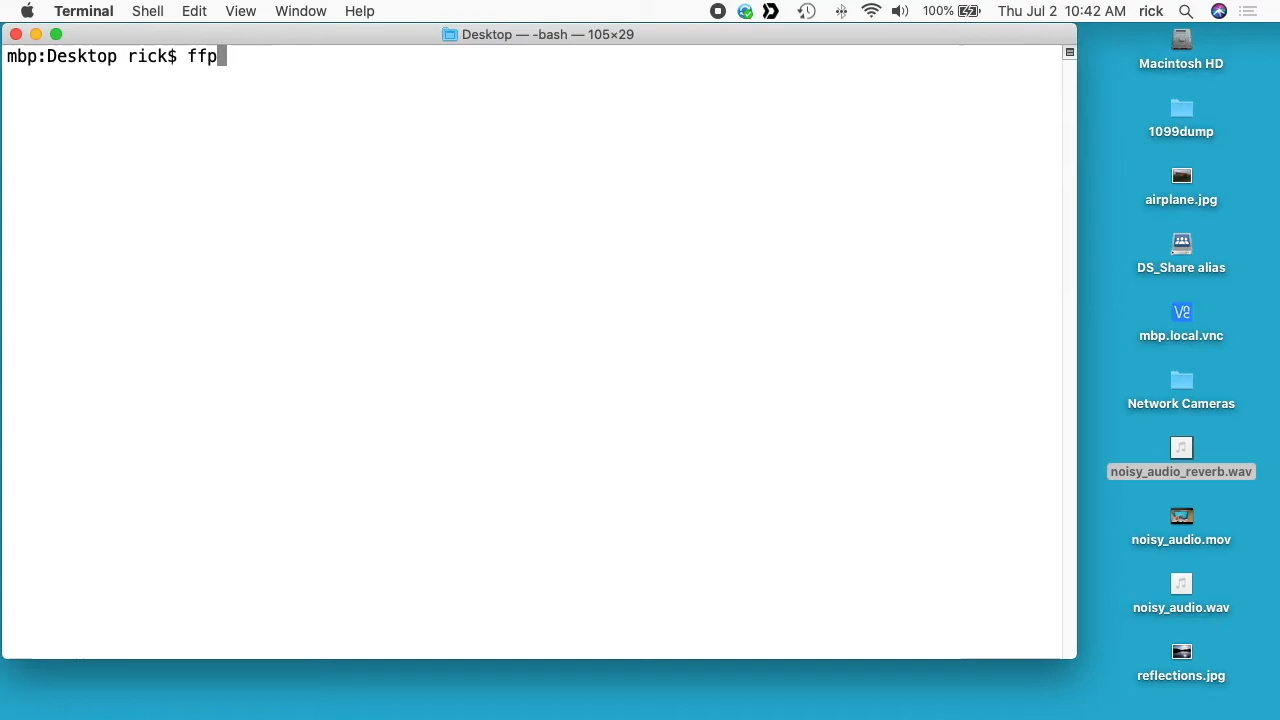 Terminal Shell Edit View Window Help 100% Thu Jul 2 10:42 AM rick
Desktop — -bash — 105×29
mbp:Desktop rick$ ffp
Macintosh HD
1099dump
airplane.jpg
DS_Share alias
mbp.local.vnc
Network Cameras
noisy_audio_reverb.wav
noisy_audio.mov
noisy_audio.wav
reflections.jpg